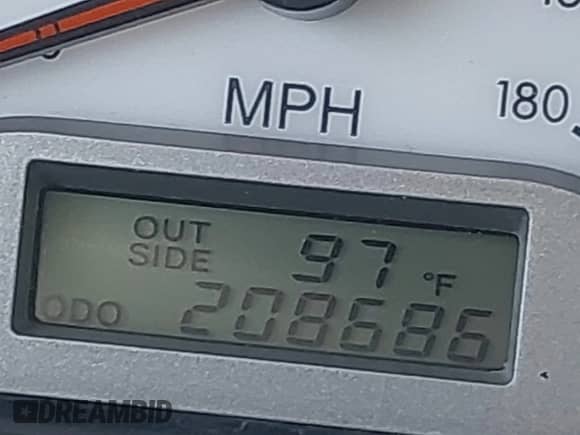 MPH
180
OUT SIDE 97 °F
ODO 208686
DREAMBID